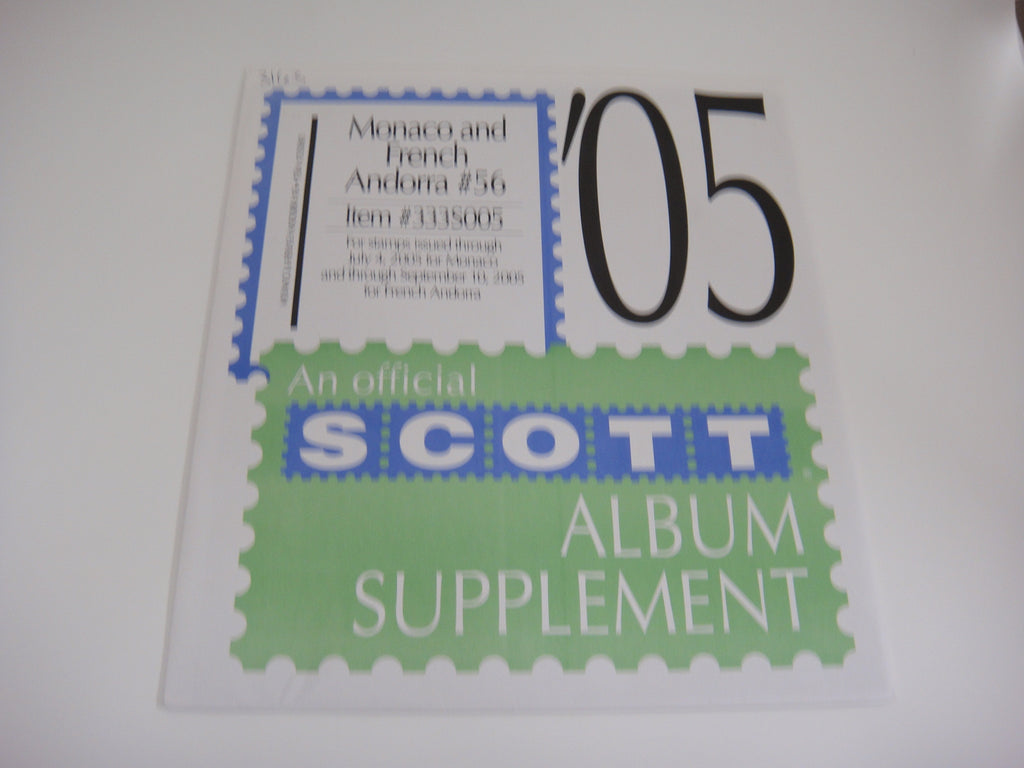 Monaco and
French
Andorra #56
Item #333S005
For stamps issued through
July 4, 2005 for Monaco
and through September 10, 2005
for French Andorra
'05
An official
SCOTT
ALBUM
SUPPLEMENT